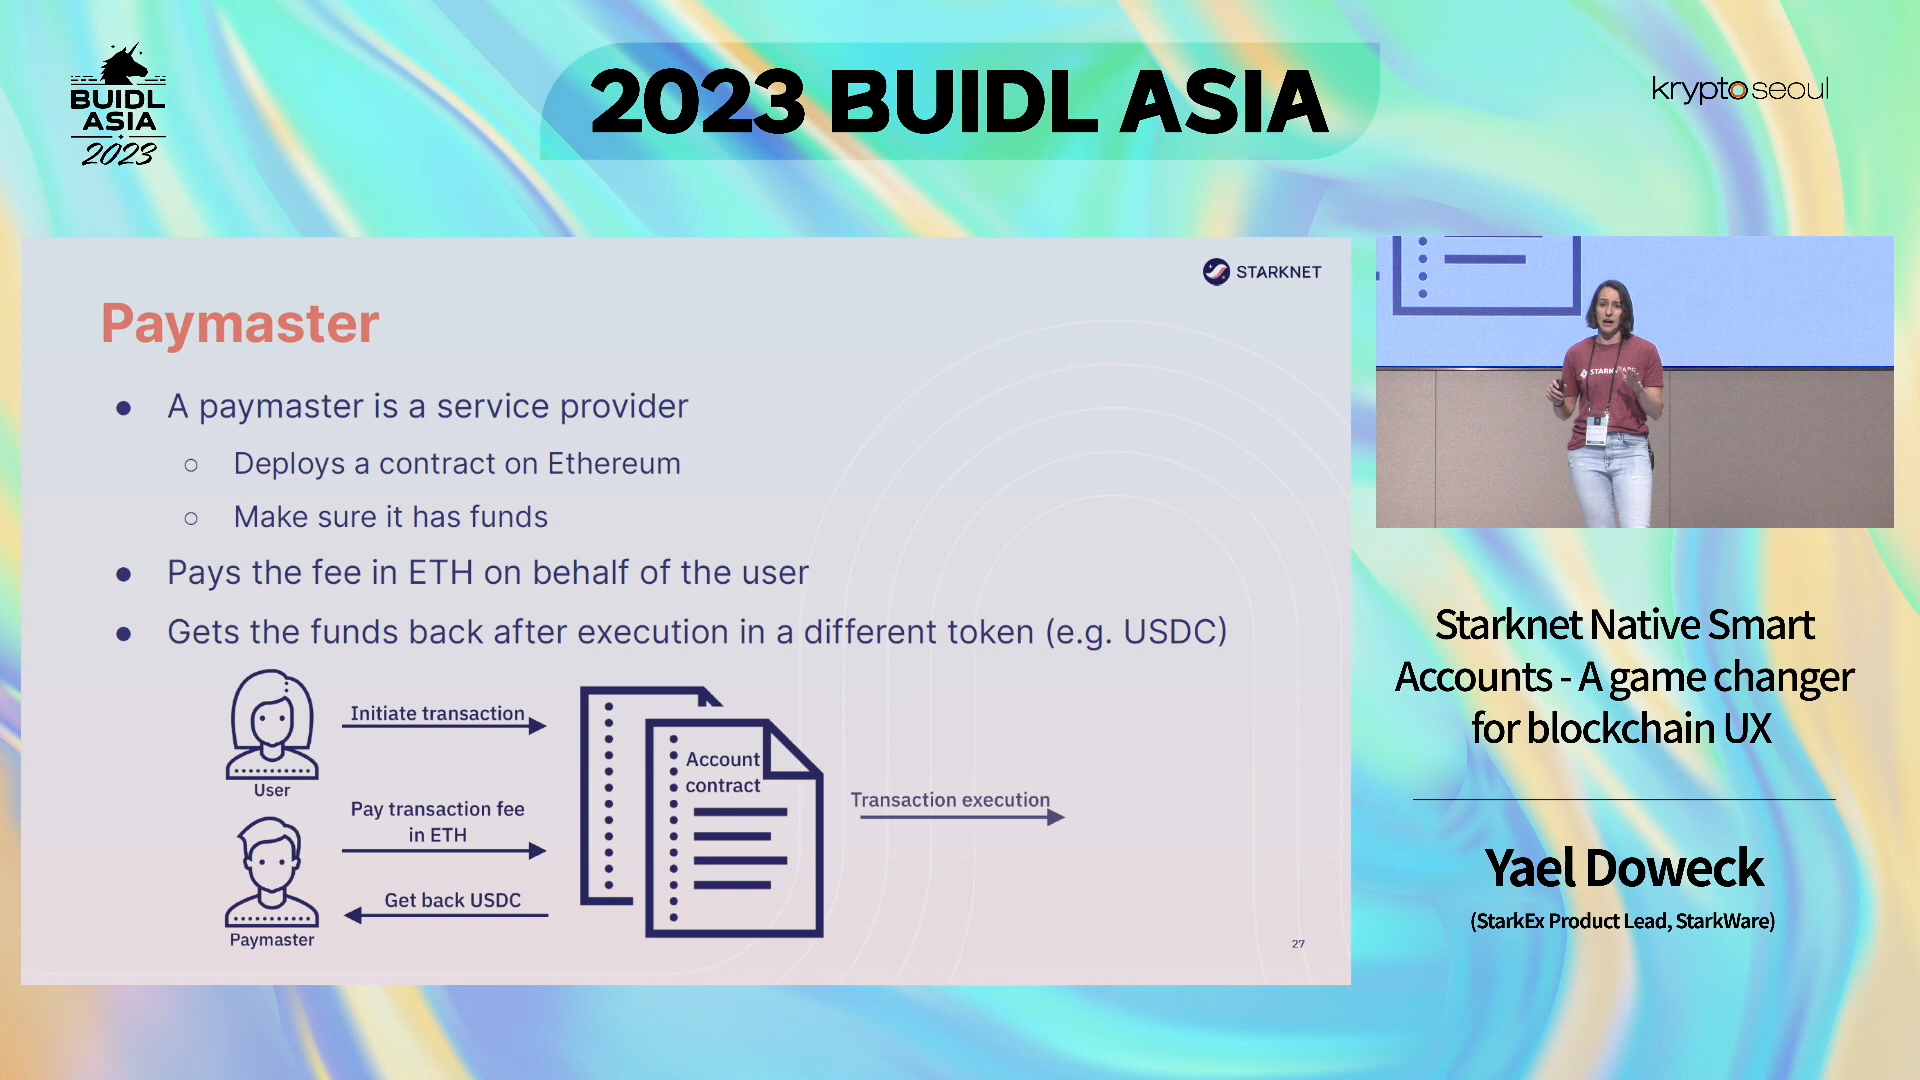 BUIDL
ASIA
2023
2023 BUIDL ASIA
kryptoseoul
STARKNET
Paymaster
● A paymaster is a service provider
○ Deploys a contract on Ethereum
○ Make sure it has funds
● Pays the fee in ETH on behalf of the user
● Gets the funds back after execution in a different token (e.g. USDC)
Initiate transaction
User
Pay transaction fee
in ETH
Get back USDC
Paymaster
Account
contract
Transaction execution
27
Starknet Native Smart
Accounts - A game changer
for blockchain UX
Yael Doweck
(StarkEx Product Lead, StarkWare)